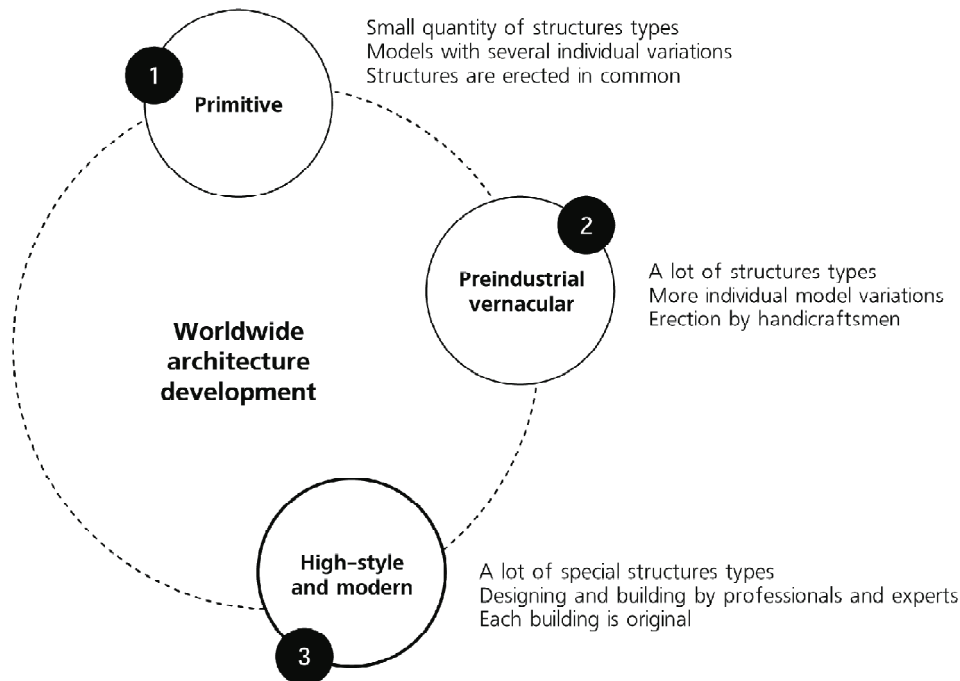 1
Primitive
Small quantity of structures types
Models with several individual variations
Structures are erected in common
2
Preindustrial
vernacular
A lot of structures types
More individual model variations
Erection by handicraftsmen
Worldwide
architecture
development
High-style
and modern
3
A lot of special structures types
Designing and building by professionals and experts
Each building is original